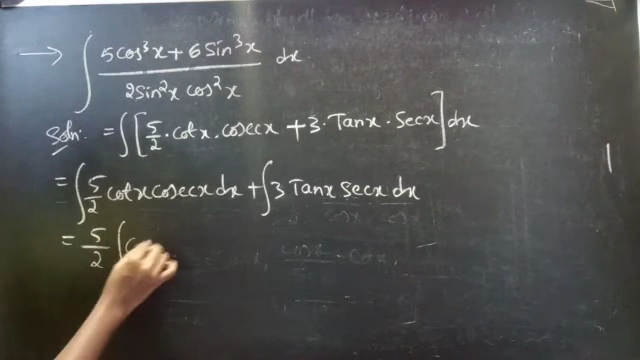 → ∫ (5cos³x + 6Sin³x) / (2Sin²x cos²x) dx
Soln: = ∫ [5/2 · cotx · cosecx + 3 · Tanx · Secx] dx
= ∫ 5/2 cotx cosecx dx + ∫ 3 Tanx secx dx
= 5/2 ∫ c